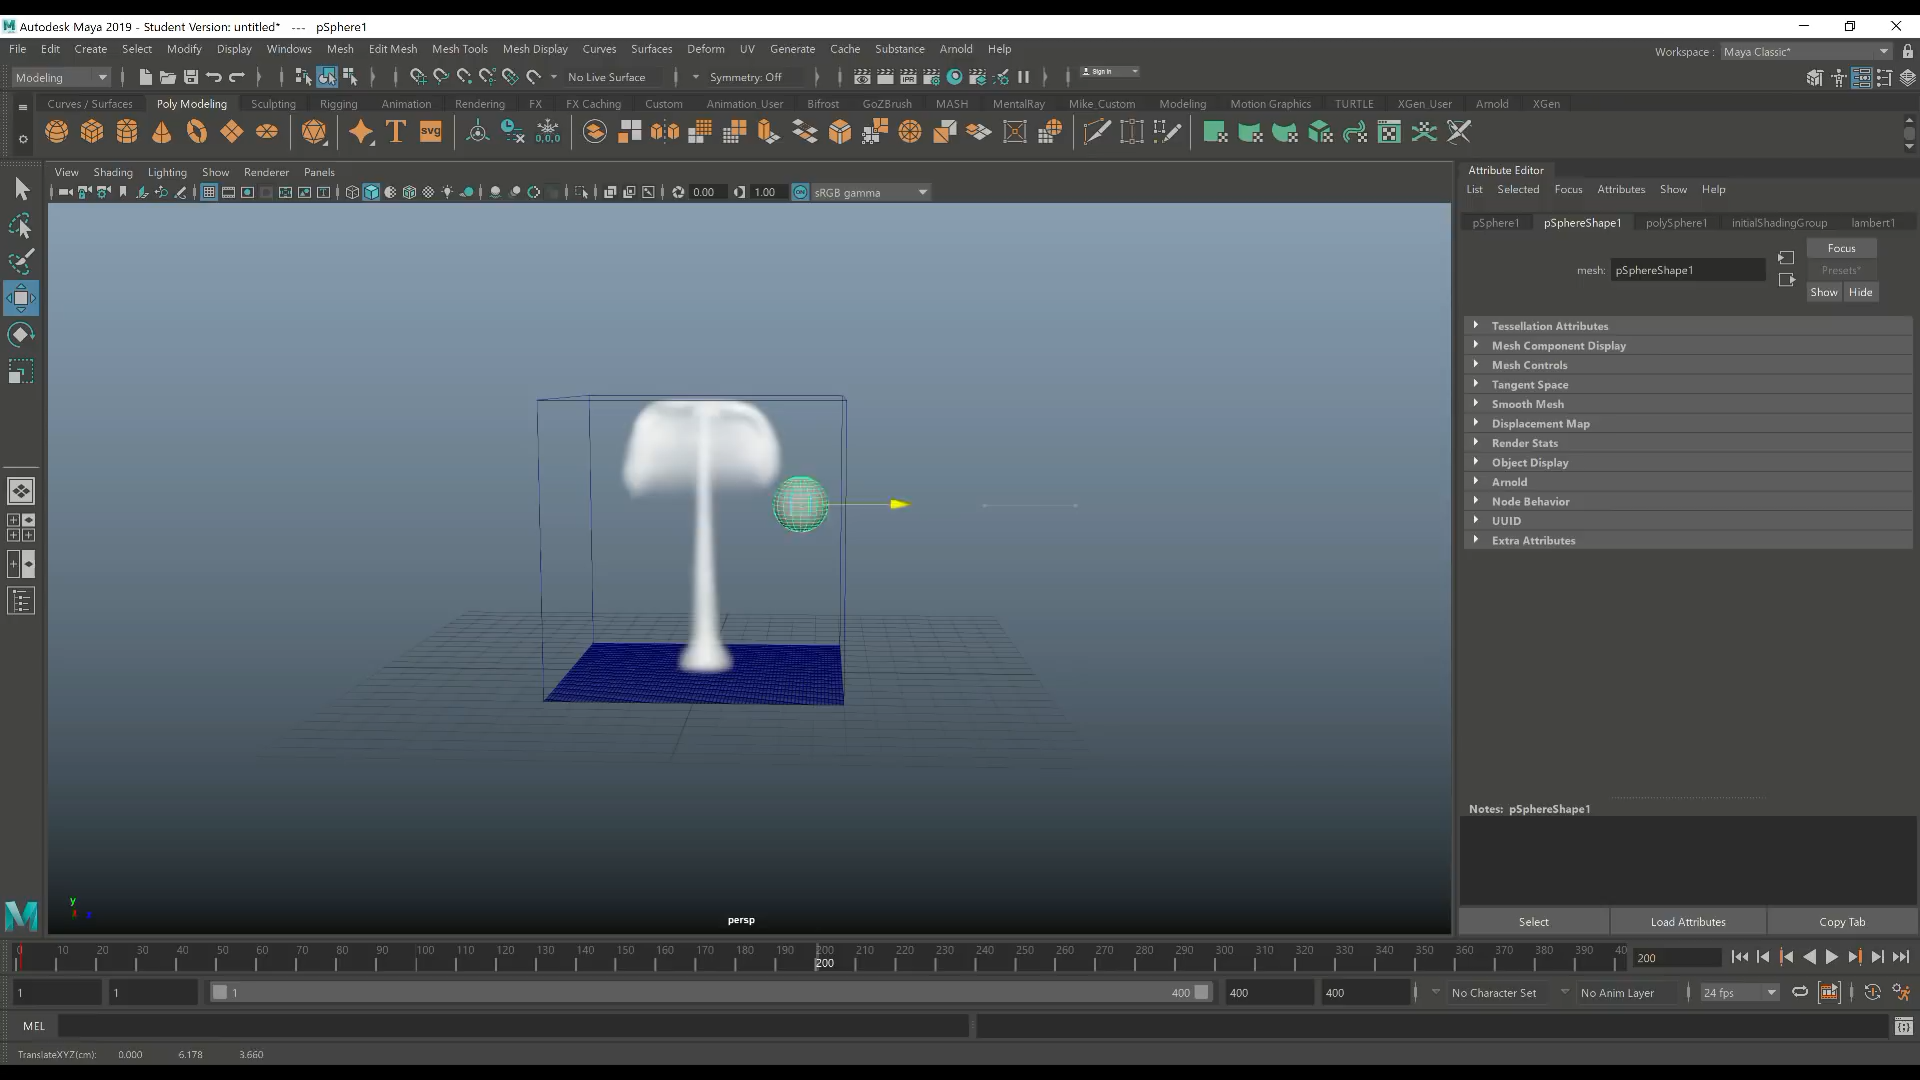 Autodesk Maya 2019 - Student Version: untitled* --- pSphere1
File Edit Create Select Modify Display Windows Mesh Edit Mesh Mesh Tools Mesh Display Curves Surfaces Deform UV Generate Cache Substance Arnold Help
Workspace : Maya Classic*
Modeling No Live Surface Symmetry: Off IPR Sign In
Curves / Surfaces Poly Modeling Sculpting Rigging Animation Rendering FX FX Caching Custom Animation_User Bifrost GoZBrush MASH MentalRay Mike_Custom Modeling Motion Graphics TURTLE XGen_User Arnold XGen
T svg 0,0,0
View Shading Lighting Show Renderer Panels
0.00 1.00 ON sRGB gamma
Attribute Editor
List Selected Focus Attributes Show Help
pSphere1 pSphereShape1 polySphere1 initialShadingGroup lambert1
Focus
mesh: pSphereShape1 Presets*
Show Hide
Tessellation Attributes
Mesh Component Display
Mesh Controls
Tangent Space
Smooth Mesh
Displacement Map
Render Stats
Object Display
Arnold
Node Behavior
UUID
Extra Attributes
Notes: pSphereShape1
Select Load Attributes Copy Tab
y
persp
0 10 20 30 40 50 60 70 80 90 100 110 120 130 140 150 160 170 180 190 200 210 220 230 240 250 260 270 280 290 300 310 320 330 340 350 360 370 380 390 40
200 200
1 1 1 400 400 400 No Character Set No Anim Layer 24 fps
MEL
TranslateXYZ(cm): 0.000 6.178 3.660